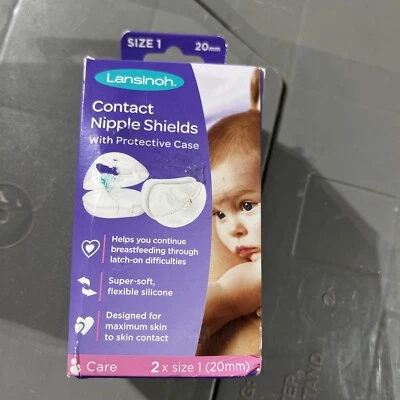 SIZE 1 20mm
Lansinoh.
Contact
Nipple Shields
With Protective Case
Helps you continue
breastfeeding through
latch-on difficulties
Super-soft,
flexible silicone
Designed for
maximum skin
to skin contact
Care 2 x size 1 (20mm)